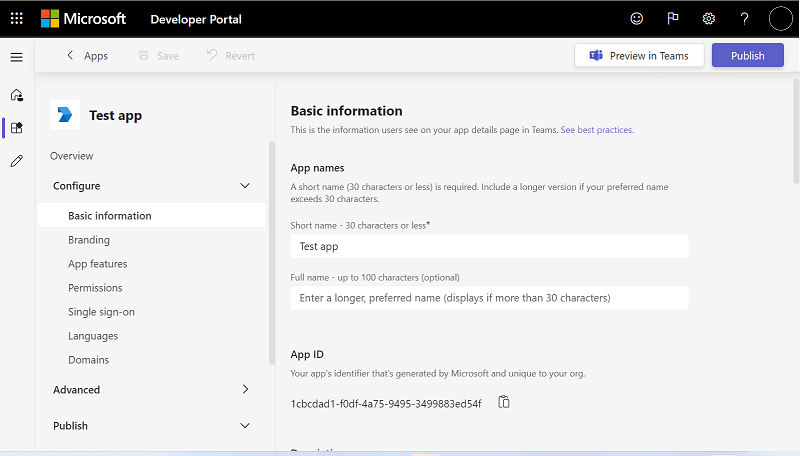 Microsoft Developer Portal
Apps Save Revert Preview in Teams Publish
Test app
Overview
Configure
Basic information
Branding
App features
Permissions
Single sign-on
Languages
Domains
Advanced
Publish
Basic information
This is the information users see on your app details page in Teams. See best practices.
App names
A short name (30 characters or less) is required. Include a longer version if your preferred name
exceeds 30 characters.
Short name - 30 characters or less*
Test app
Full name - up to 100 characters (optional)
Enter a longer, preferred name (displays if more than 30 characters)
App ID
Your app's identifier that's generated by Microsoft and unique to your org.
1cbcdad1-f0df-4a75-9495-3499883ed54f